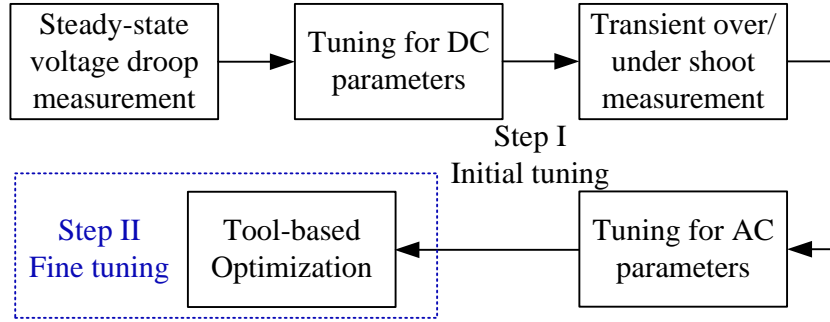 Steady-state
voltage droop
measurement
Tuning for DC
parameters
Transient over/
under shoot
measurement
Step I
Initial tuning
Step II
Fine tuning
Tool-based
Optimization
Tuning for AC
parameters